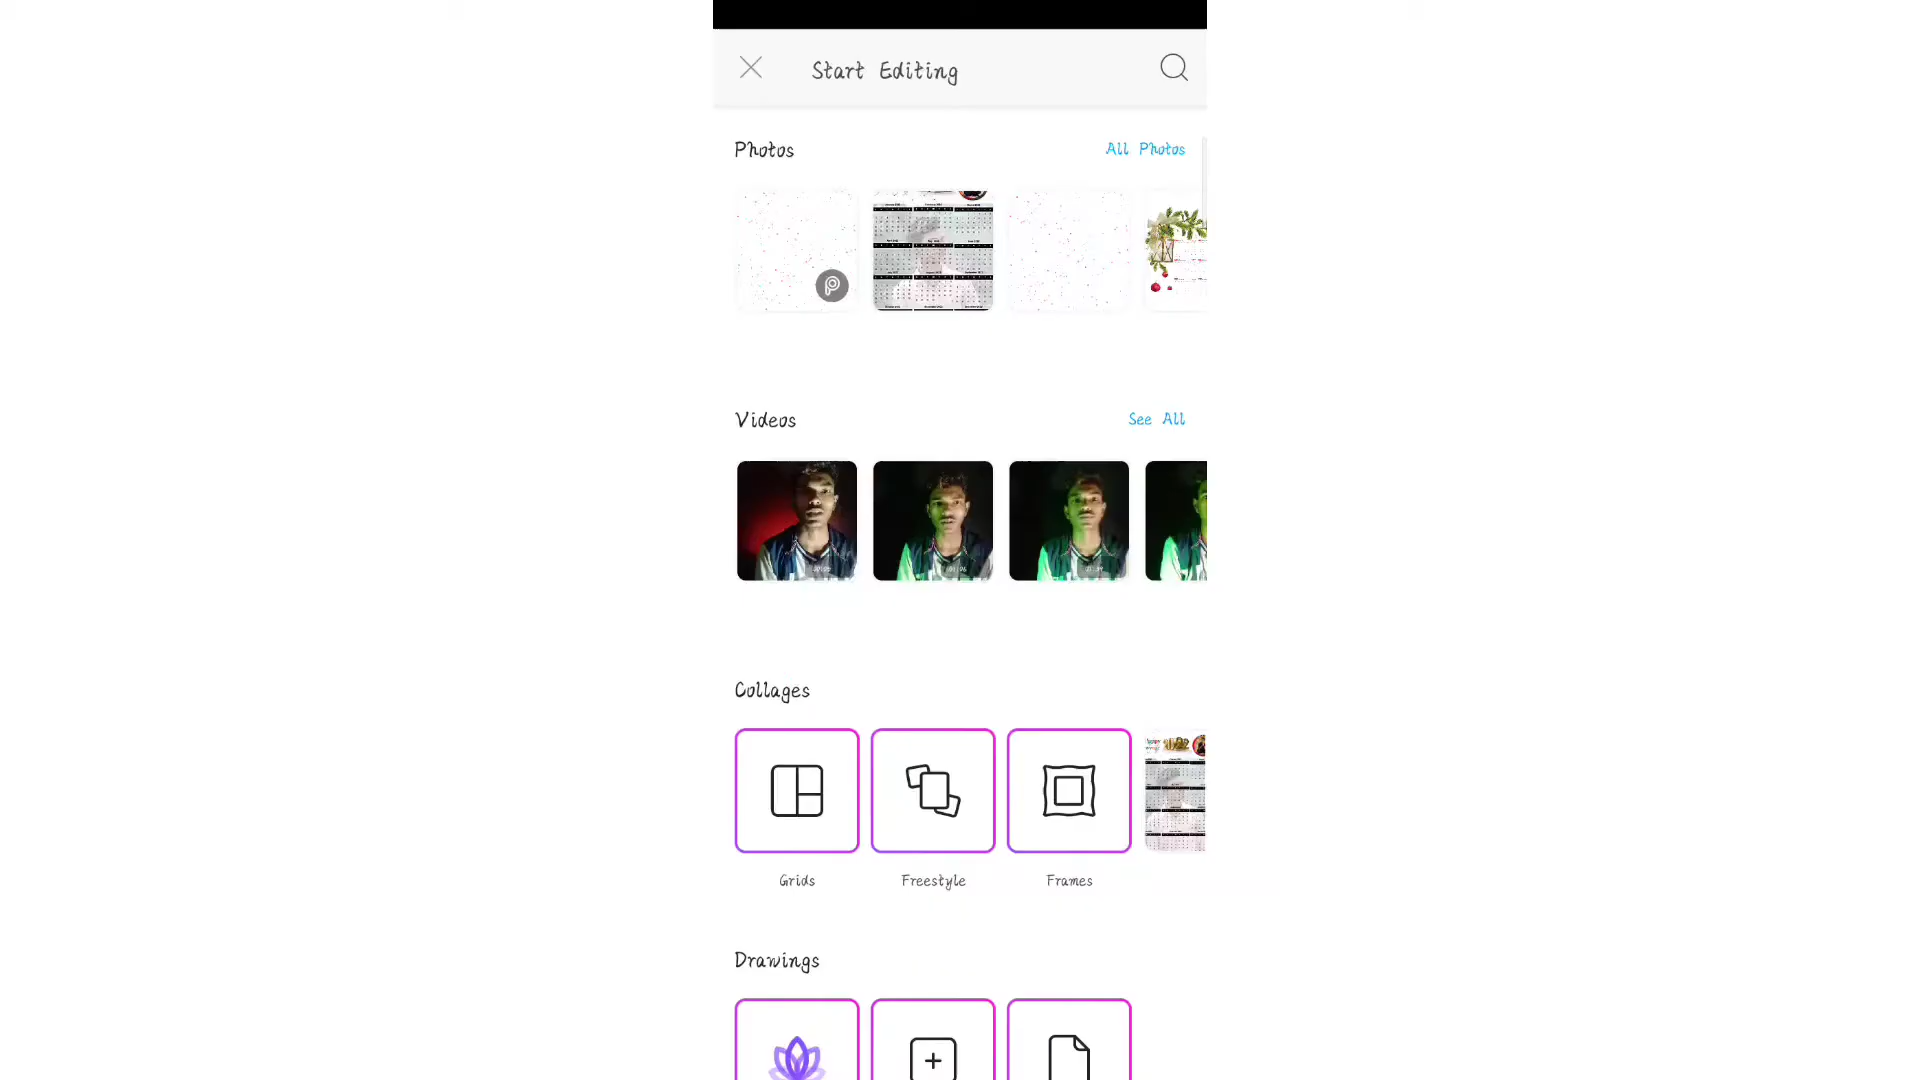 Start Editing
Photos
All Photos
Videos
See All
Collages
Grids
Freestyle
Frames
Drawings